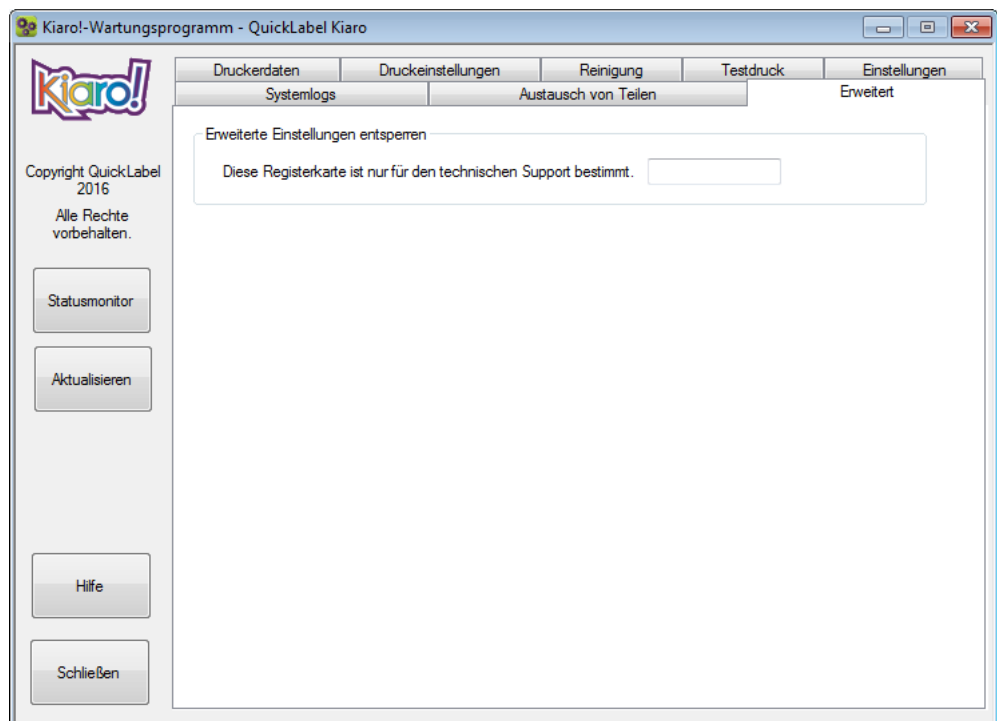 Kiaro!-Wartungsprogramm - QuickLabel Kiaro
Kiaro!
Druckerdaten
Druckeinstellungen
Reinigung
Testdruck
Einstellungen
Systemlogs
Austausch von Teilen
Erweitert
Erweiterte Einstellungen entsperren
Diese Registerkarte ist nur für den technischen Support bestimmt.
Copyright QuickLabel
2016
Alle Rechte
vorbehalten.
Statusmonitor
Aktualisieren
Hilfe
Schließen